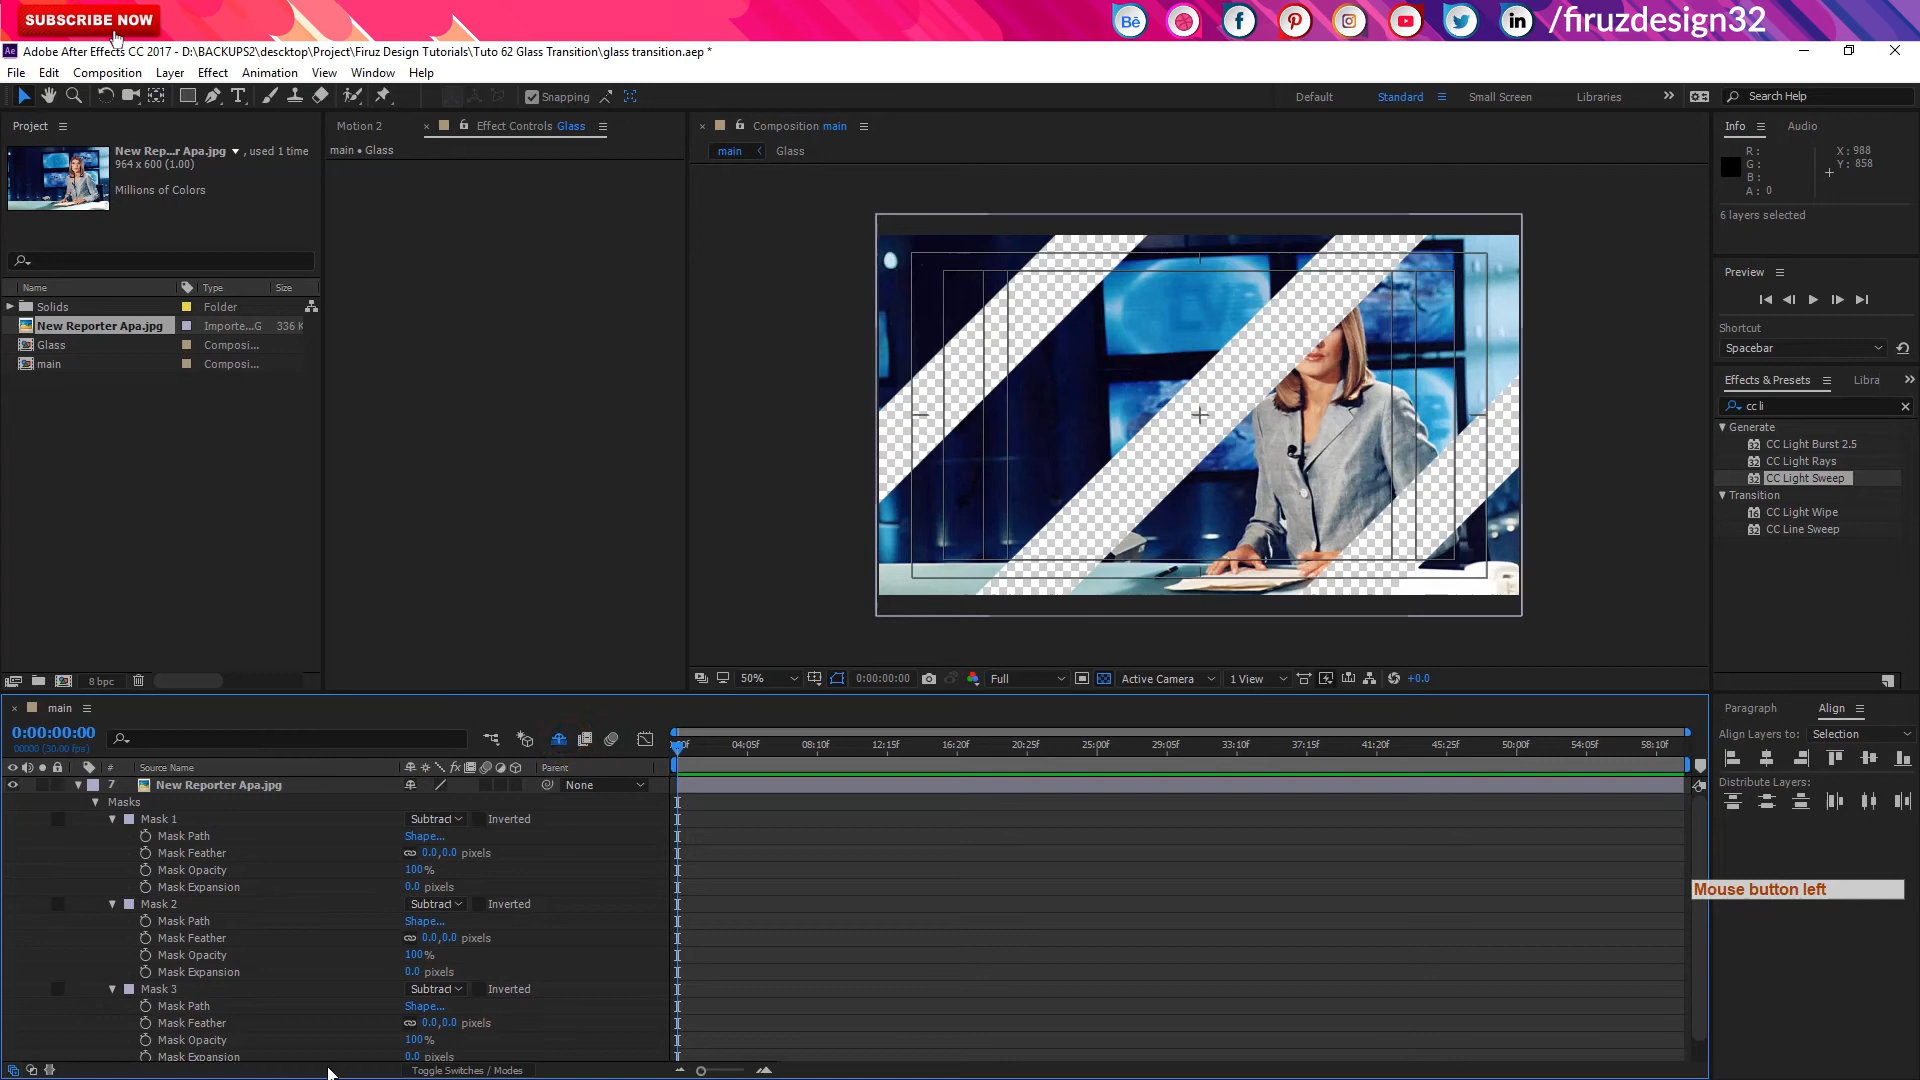 SUBSCRIBE NOW
/firuzdesign32
Adobe After Effects CC 2017 - D:\BACKUPS2\descktop\Project\Firuz Design Tutorials\Tuto 62 Glass Transition\glass transition.aep *
File Edit Composition Layer Effect Animation View Window Help
Snapping
Default Standard Small Screen Libraries Search Help
Project
Motion 2 Effect Controls Glass
Composition main
Info Audio
New Rep...r Apa.jpg , used 1 time
964 x 600 (1.00)
Millions of Colors
main • Glass
main Glass
R:
G:
B:
A: 0
X: 988
Y: 858
6 layers selected
Name Type Size
Solids Folder
New Reporter Apa.jpg Importe...G 336 K
Glass Composi...
main Composi...
Preview
Shortcut
Spacebar
Effects & Presets Libra
cc li
Generate
CC Light Burst 2.5
CC Light Rays
CC Light Sweep
Transition
CC Light Wipe
CC Line Sweep
8 bpc
50% 0:00:00:00 Full Active Camera 1 View +0.0
main
0:00:00:00
00000 (30.00 fps)
:00f 04:05f 08:10f 12:15f 16:20f 20:25f 25:00f 29:05f 33:10f 37:15f 41:20f 45:25f 50:00f 54:05f 58:10f
# Source Name Parent
7 New Reporter Apa.jpg None
Masks
Mask 1 Subtract Inverted
Mask Path Shape...
Mask Feather 0.0,0.0 pixels
Mask Opacity 100%
Mask Expansion 0.0 pixels
Mask 2 Subtract Inverted
Mask Path Shape...
Mask Feather 0.0,0.0 pixels
Mask Opacity 100%
Mask Expansion 0.0 pixels
Mask 3 Subtract Inverted
Mask Path Shape...
Mask Feather 0.0,0.0 pixels
Mask Opacity 100%
Mask Expansion 0.0 pixels
Toggle Switches / Modes
Paragraph Align
Align Layers to: Selection
Distribute Layers:
Mouse button left